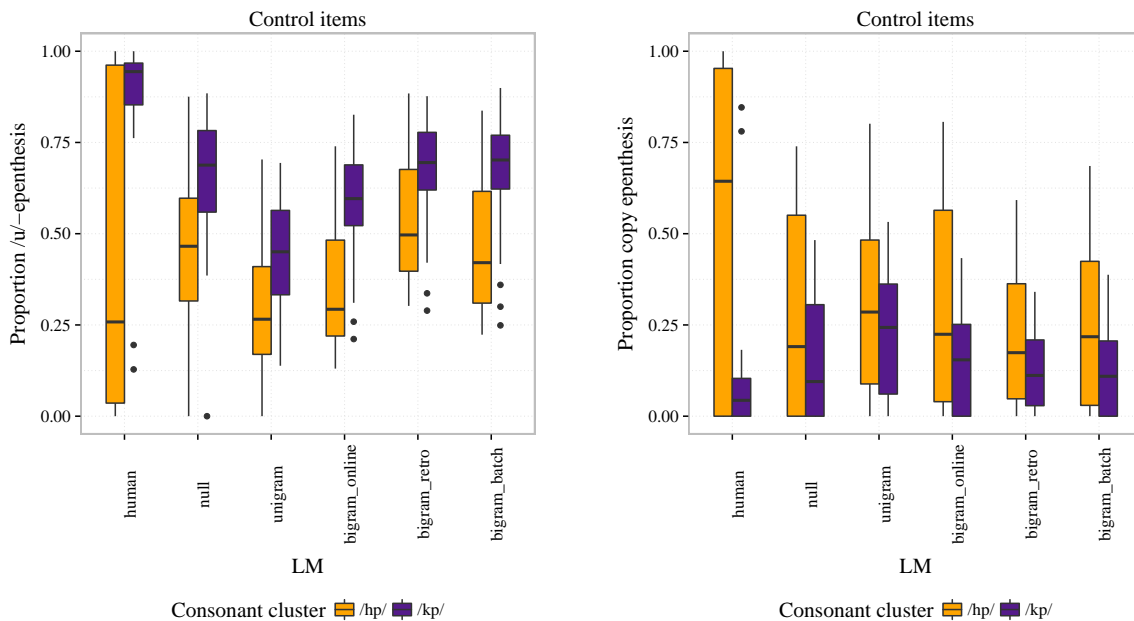 Control items
Proportion /u/-epenthesis
1.00
0.75
0.50
0.25
0.00
human
null
unigram
bigram_online
bigram_retro
bigram_batch
LM
Consonant cluster /hp/ /kp/
Control items
Proportion copy epenthesis
1.00
0.75
0.50
0.25
0.00
human
null
unigram
bigram_online
bigram_retro
bigram_batch
LM
Consonant cluster /hp/ /kp/